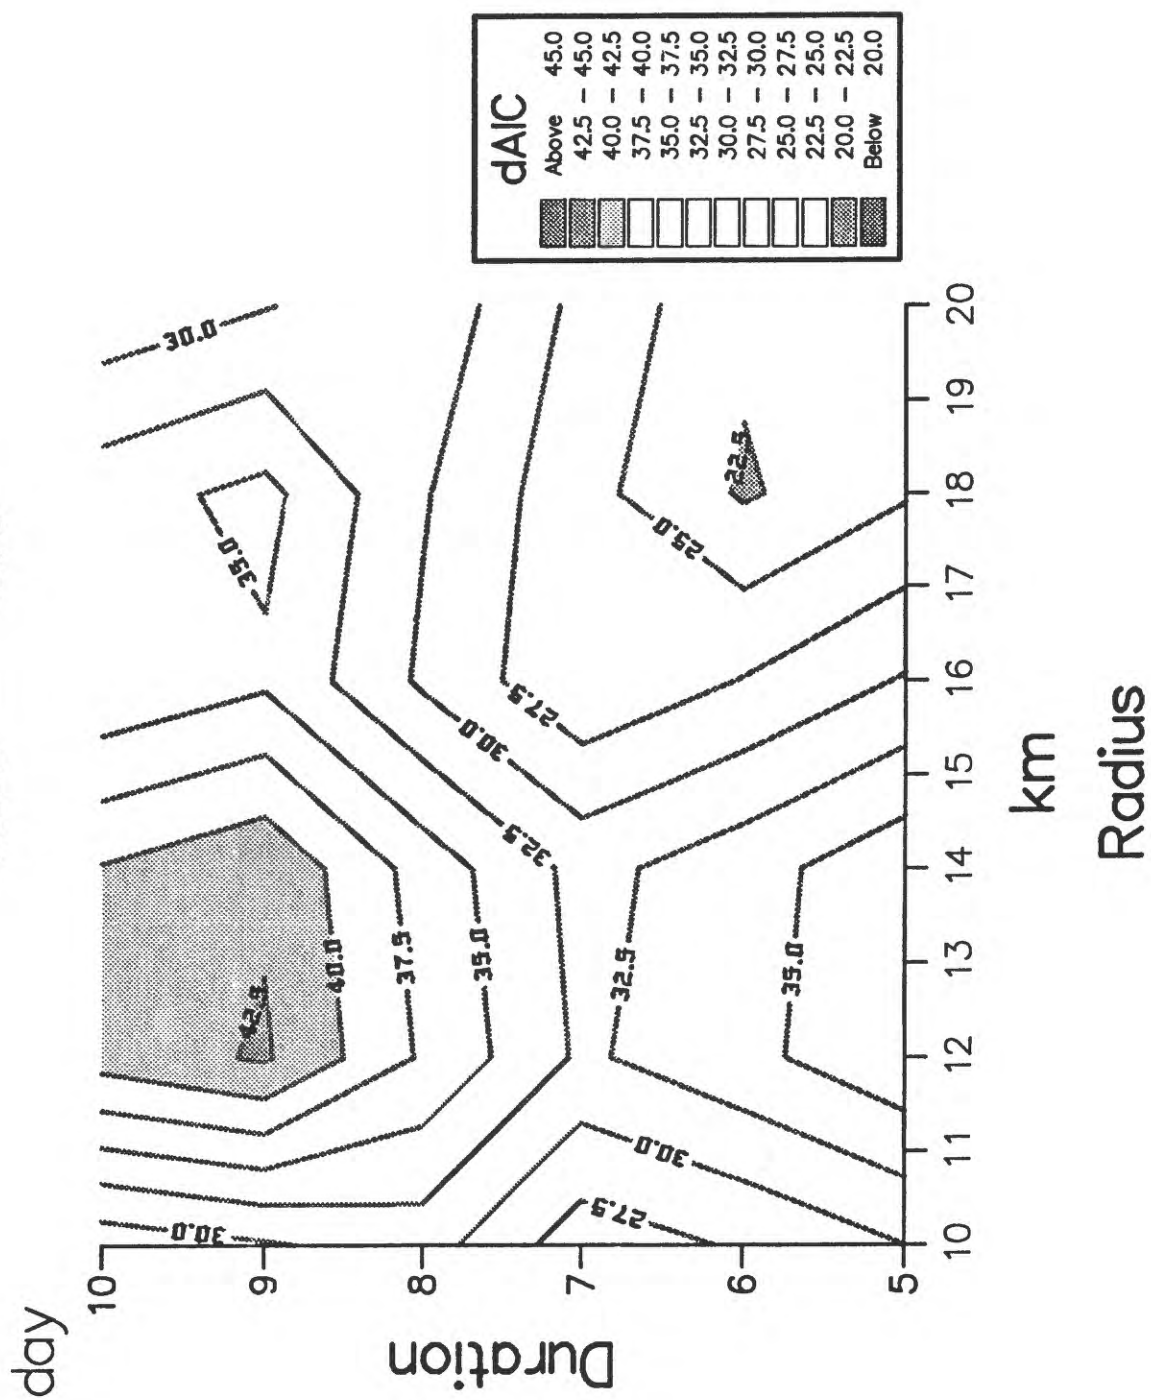 day
Duration
10
9
8
7
6
5
10 11 12 13 14 15 16 17 18 19 20
km
Radius
30.0
30.0
35.0
42.5
40.0
37.5
35.0
32.5
30.0
27.5
32.5
25.0
27.5
30.0
22.5
35.0
dAIC
Above 45.0
42.5 – 45.0
40.0 – 42.5
37.5 – 40.0
35.0 – 37.5
32.5 – 35.0
30.0 – 32.5
27.5 – 30.0
25.0 – 27.5
22.5 – 25.0
20.0 – 22.5
Below 20.0